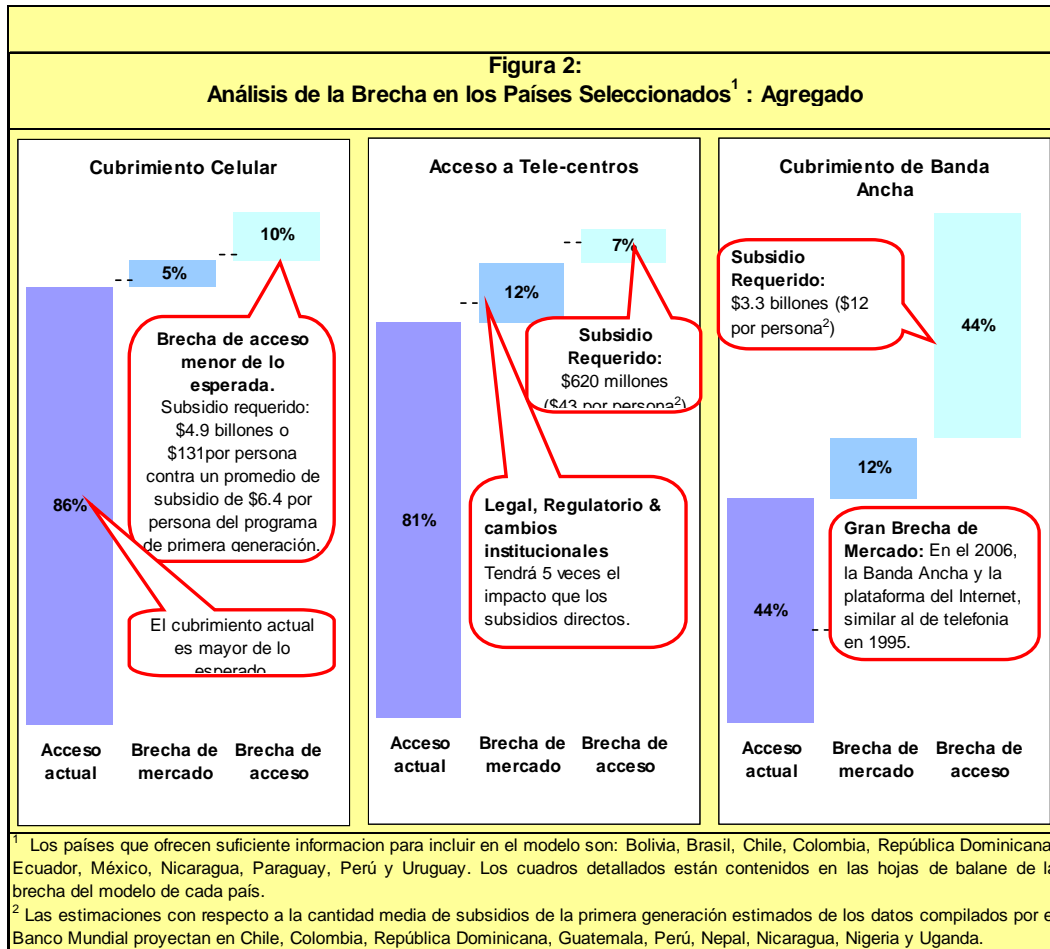 Figura 2:
Análisis de la Brecha en los Países Seleccionados1 : Agregado
Cubrimiento Celular
10%
5%
Brecha de acceso
menor de lo
esperada.
Subsidio requerido:
$4.9 billones o
$131por persona
contra un promedio de
subsidio de $6.4 por
persona del programa
de primera generación.
86%
El cubrimiento actual
es mayor de lo
esperado
Acceso
actual
Brecha de
mercado
Brecha de
acceso
Acceso a Tele-centros
7%
12%
Subsidio
Requerido:
$620 millones
($43 por persona2)
81%
Legal, Regulatorio &
cambios
institucionales
Tendrá 5 veces el
impacto que los
subsidios directos.
Acceso
actual
Brecha de
mercado
Brecha de
acceso
Cubrimiento de Banda
Ancha
Subsidio
Requerido:
$3.3 billones ($12
por persona2)
44%
12%
Gran Brecha de
Mercado: En el 2006,
la Banda Ancha y la
plataforma del Internet,
similar al de telefonia
en 1995.
44%
Acceso
actual
Brecha de
mercado
Brecha de
acceso
1 Los países que ofrecen suficiente informacion para incluir en el modelo son: Bolivia, Brasil, Chile, Colombia, República Dominicana
Ecuador, México, Nicaragua, Paraguay, Perú y Uruguay. Los cuadros detallados están contenidos en las hojas de balane de la
brecha del modelo de cada país.
2 Las estimaciones con respecto a la cantidad media de subsidios de la primera generación estimados de los datos compilados por e
Banco Mundial proyectan en Chile, Colombia, República Dominicana, Guatemala, Perú, Nepal, Nicaragua, Nigeria y Uganda.